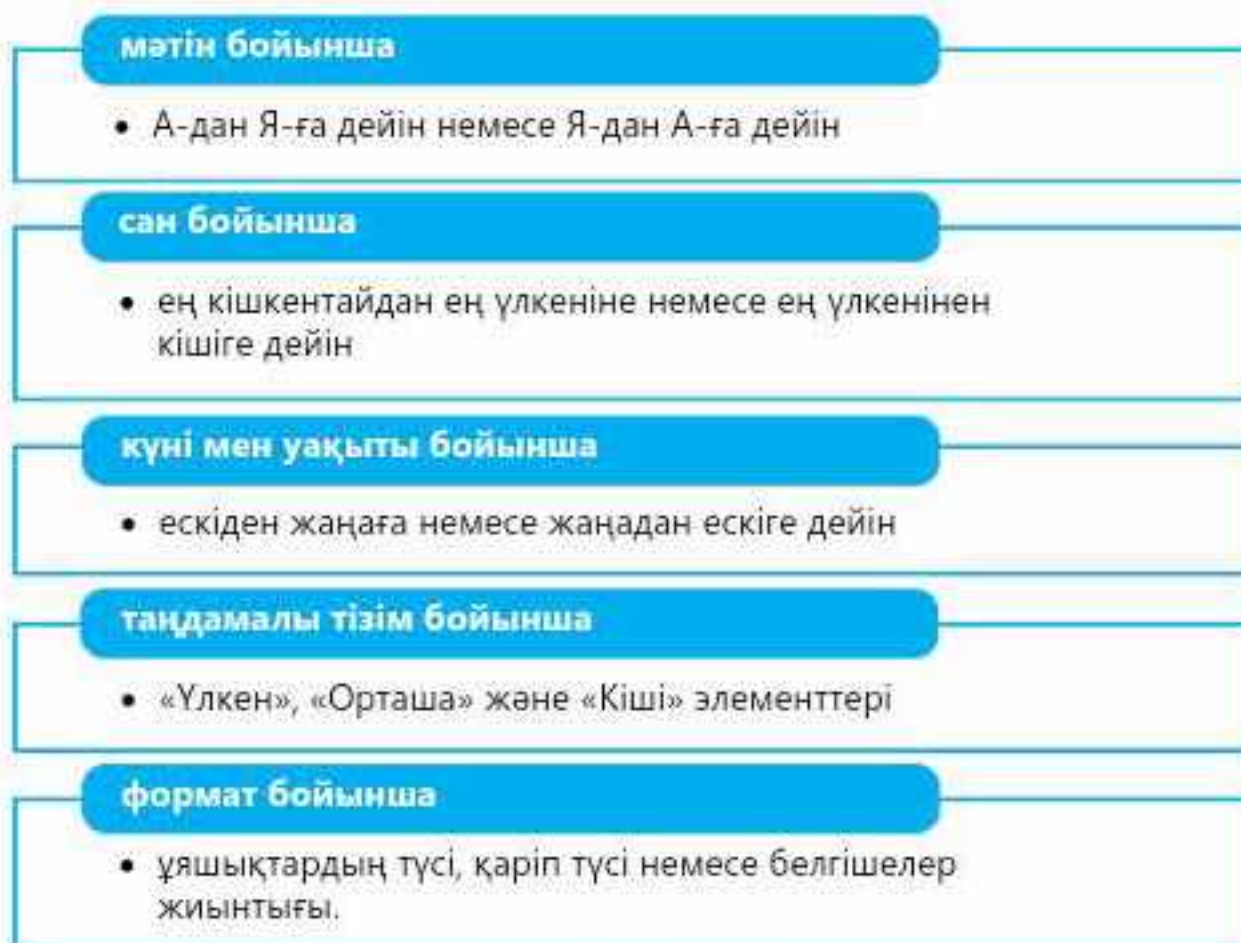 мәтін бойынша
• А-дан Я-ға дейін немесе Я-дан А-ға дейін
сан бойынша
• ең кішкентайдан ең үлкеніне немесе ең үлкенінен
кішіге дейін
күні мен уақыты бойынша
• ескіден жаңаға немесе жаңадан ескіге дейін
таңдамалы тізім бойынша
• «Үлкен», «Орташа» және «Кіші» элементтері
формат бойынша
• ұяшықтардың түсі, қаріп түсі немесе белгішелер
жиынтығы.